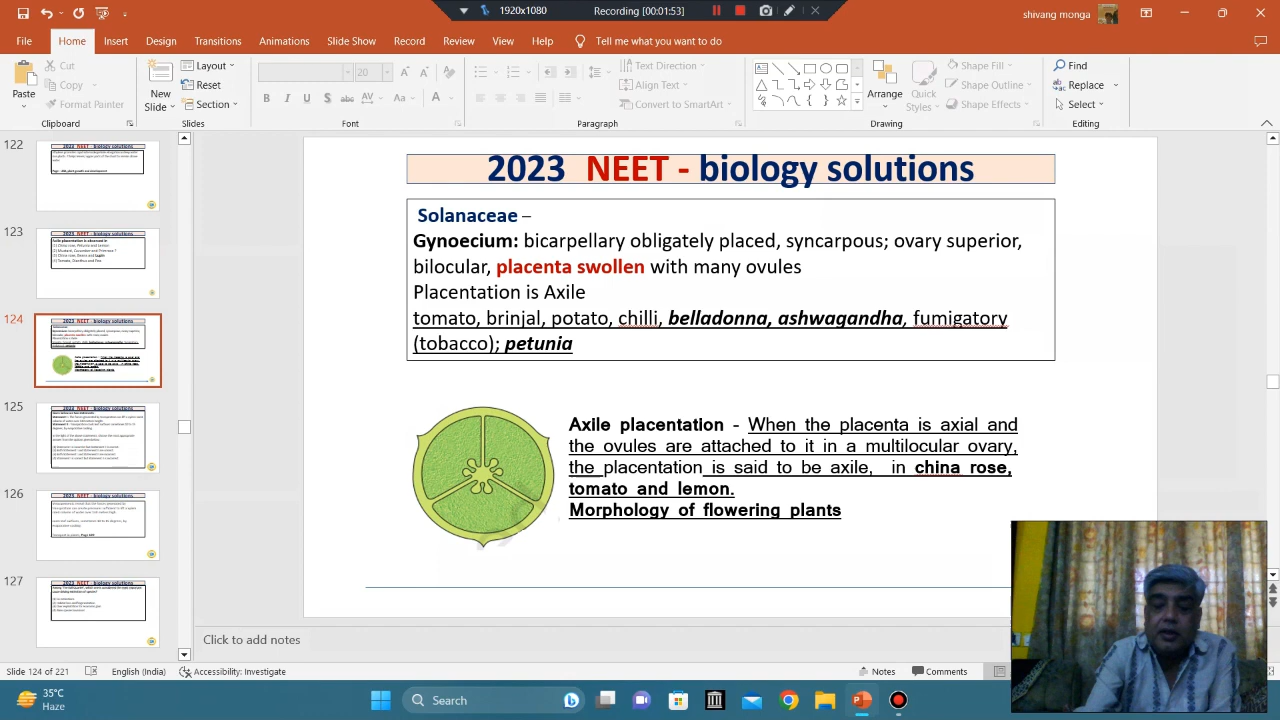 1920x1080 Recording [00:01:53]
shivang monga
File Home Insert Design Transitions Animations Slide Show Record Review View Help Tell me what you want to do
Paste Cut Copy Format Painter
Clipboard
New Slide Layout Reset Section
Slides
20
Font
Text Direction Align Text Convert to SmartArt
Paragraph
Arrange Quick Styles Shape Fill Shape Outline Shape Effects
Drawing
Find Replace Select
Editing
122
123
124
125
126
127
2023 NEET - biology solutions
Solanaceae –
bicarpellary obligately placed, syncarpous; ovary superior,
bilocular, placenta swollen with many ovules
Placentation is Axile
tomato, brinjal, potato, chilli, belladonna, ashwagandha, fumigatory
(tobacco); petunia
Axile placentation - When the placenta is axial and
the ovules are attached to it in a multilocular ovary,
the placentation is said to be axile, in china rose,
tomato and lemon.
Morphology of flowering plants
Click to add notes
Slide 124 of 221 English (India) Accessibility: Investigate Notes Comments
35°C
Haze
Search